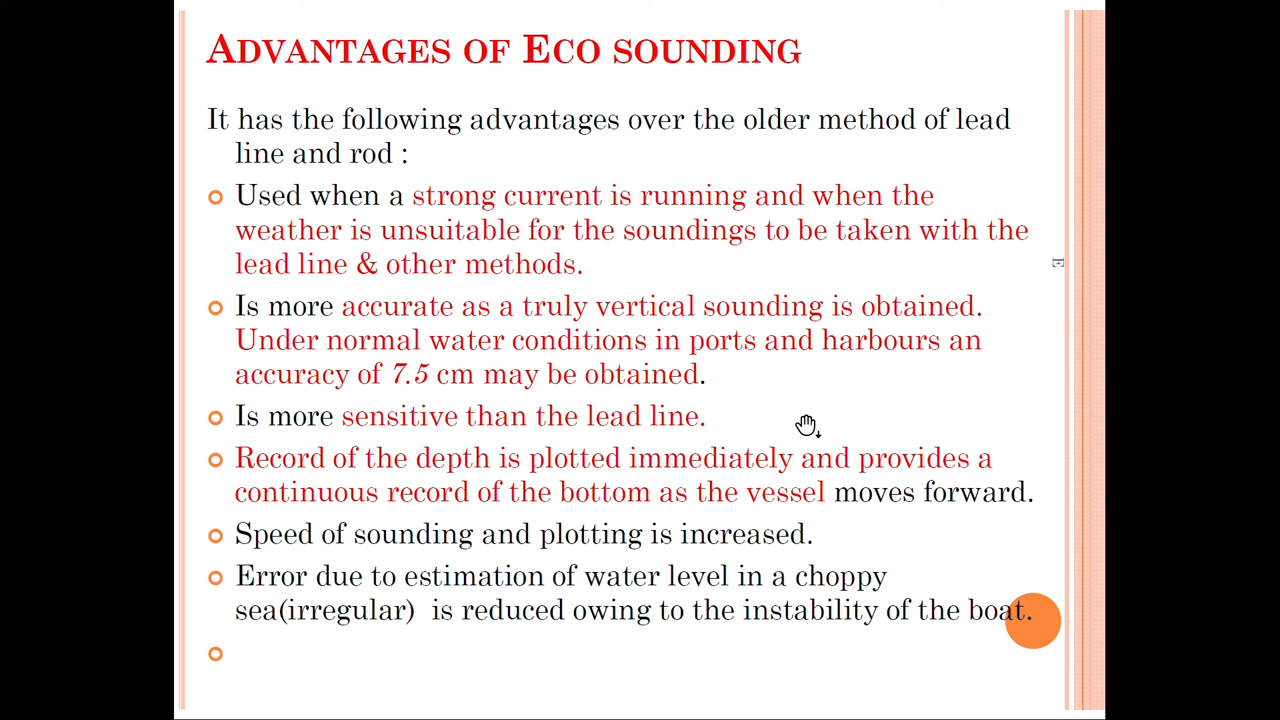 ADVANTAGES OF ECO SOUNDING
It has the following advantages over the older method of lead
line and rod :
Used when a strong current is running and when the
weather is unsuitable for the soundings to be taken with the
lead line & other methods.
Is more accurate as a truly vertical sounding is obtained.
Under normal water conditions in ports and harbours an
accuracy of 7.5 cm may be obtained.
Is more sensitive than the lead line.
Record of the depth is plotted immediately and provides a
continuous record of the bottom as the vessel moves forward.
Speed of sounding and plotting is increased.
Error due to estimation of water level in a choppy
sea(irregular) is reduced owing to the instability of the boat.
E